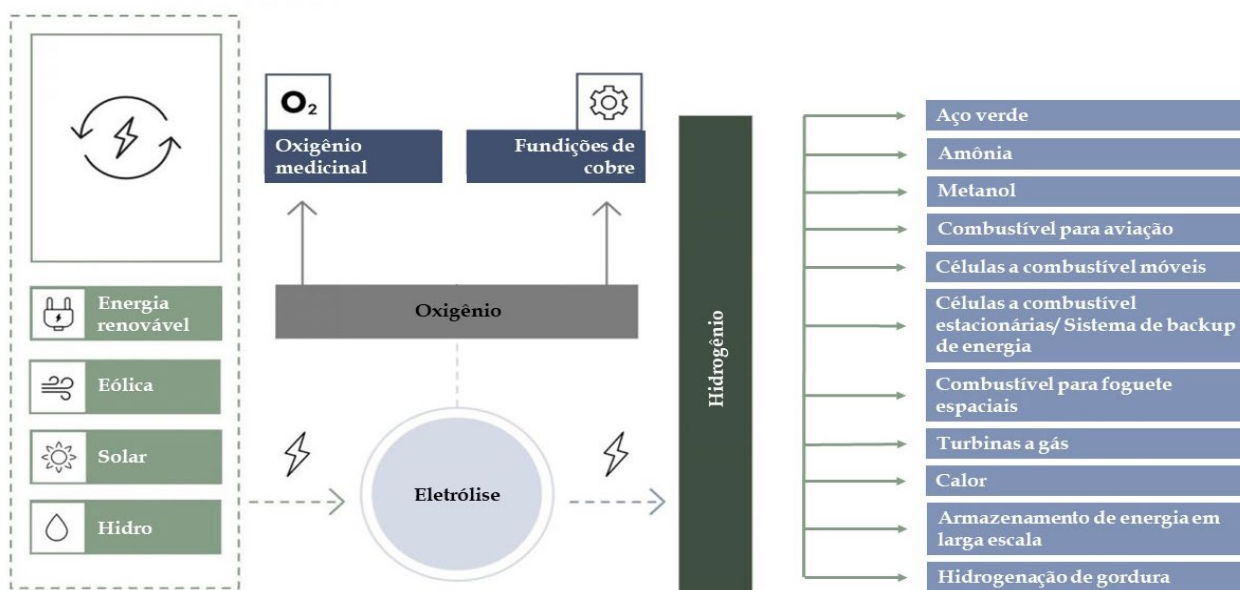 Energia
renovável
Eólica
Solar
Hidro
O₂
Oxigênio
medicinal
Fundições de
cobre
Oxigênio
Eletrólise
Hidrogênio
Aço verde
Amônia
Metanol
Combustível para aviação
Células a combustível móveis
Células a combustível
estacionárias/ Sistema de backup
de energia
Combustível para foguete
espaciais
Turbinas a gás
Calor
Armazenamento de energia em
larga escala
Hidrogenação de gordura